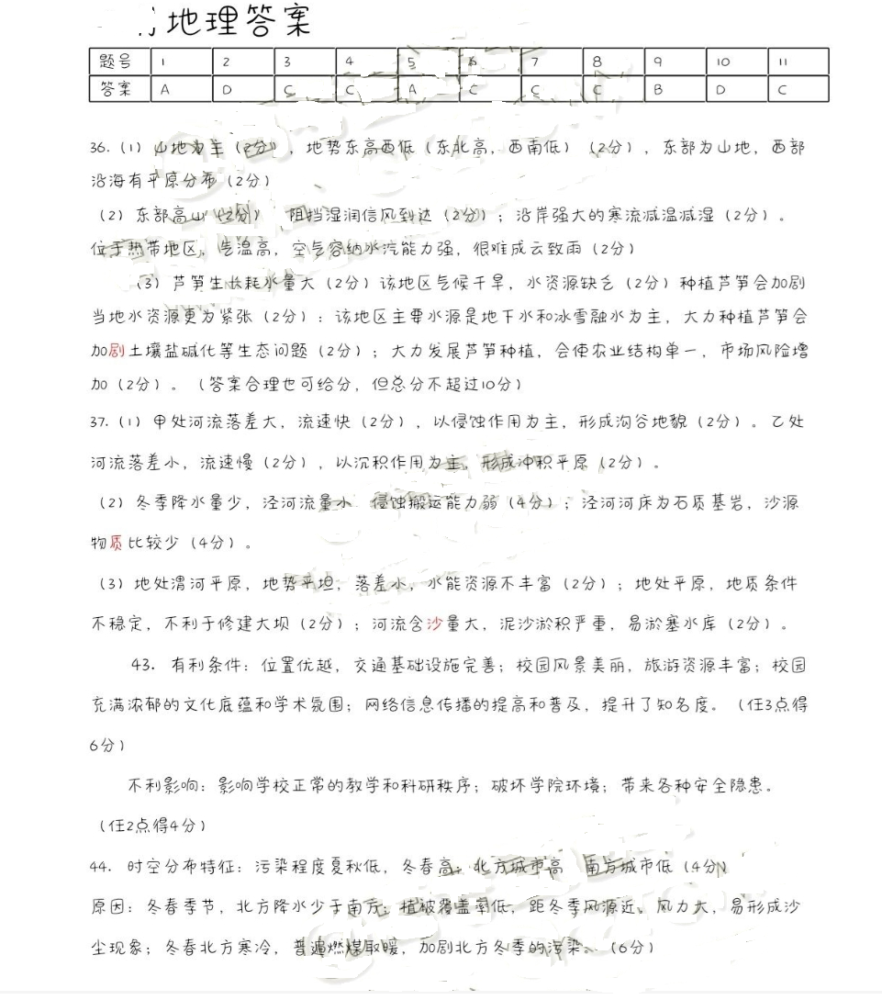 地理答案
题号 1 2 3 4 5 6 7 8 9 10 11
答案 A D C C A C C C B D C
36.（1）山地为主（2分），地势东高西低（东北高，西南低）（2分），东部为山地，西部
沿海有平原分布（2分）
（2）东部高山（2分） 阻挡湿润信风到达（2分）；沿岸强大的寒流减温减湿（2分）。
位于热带地区，气温高，空气容纳水汽能力强，很难成云致雨（2分）
（3）芦笋生长耗水量大（2分）该地区气候干旱，水资源缺乏（2分）种植芦笋会加剧
当地水资源更为紧张（2分）：该地区主要水源是地下水和冰雪融水为主，大力种植芦笋会
加剧土壤盐碱化等生态问题（2分）；大力发展芦笋种植，会使农业结构单一，市场风险增
加（2分）。（答案合理也可给分，但总分不超过10分）
37.（1）甲处河流落差大，流速快（2分），以侵蚀作用为主，形成沟谷地貌（2分）。乙处
河流落差小，流速慢（2分），以沉积作用为主，形成冲积平原（2分）。
（2）冬季降水量少，泾河流量小 侵蚀搬运能力弱（4分）；泾河河床为石质基岩，沙源
物质比较少（4分）。
（3）地处渭河平原，地势平坦，落差小，水能资源不丰富（2分）；地处平原，地质条件
不稳定，不利于修建大坝（2分）；河流含沙量大，泥沙淤积严重，易淤塞水库（2分）。
43. 有利条件：位置优越，交通基础设施完善；校园风景美丽，旅游资源丰富；校园
充满浓郁的文化底蕴和学术氛围；网络信息传播的提高和普及，提升了知名度。（任3点得
6分）
不利影响：影响学校正常的教学和科研秩序；破坏学院环境；带来各种安全隐患。
（任2点得4分）
44. 时空分布特征：污染程度夏秋低，冬春高；北方城市高 南方城市低（4分）
原因：冬春季节，北方降水少于南方；植被覆盖率低，距冬季风源近，风力大，易形成沙
尘现象；冬春北方寒冷，普遍燃煤取暖，加剧北方冬季的污染。（6分）